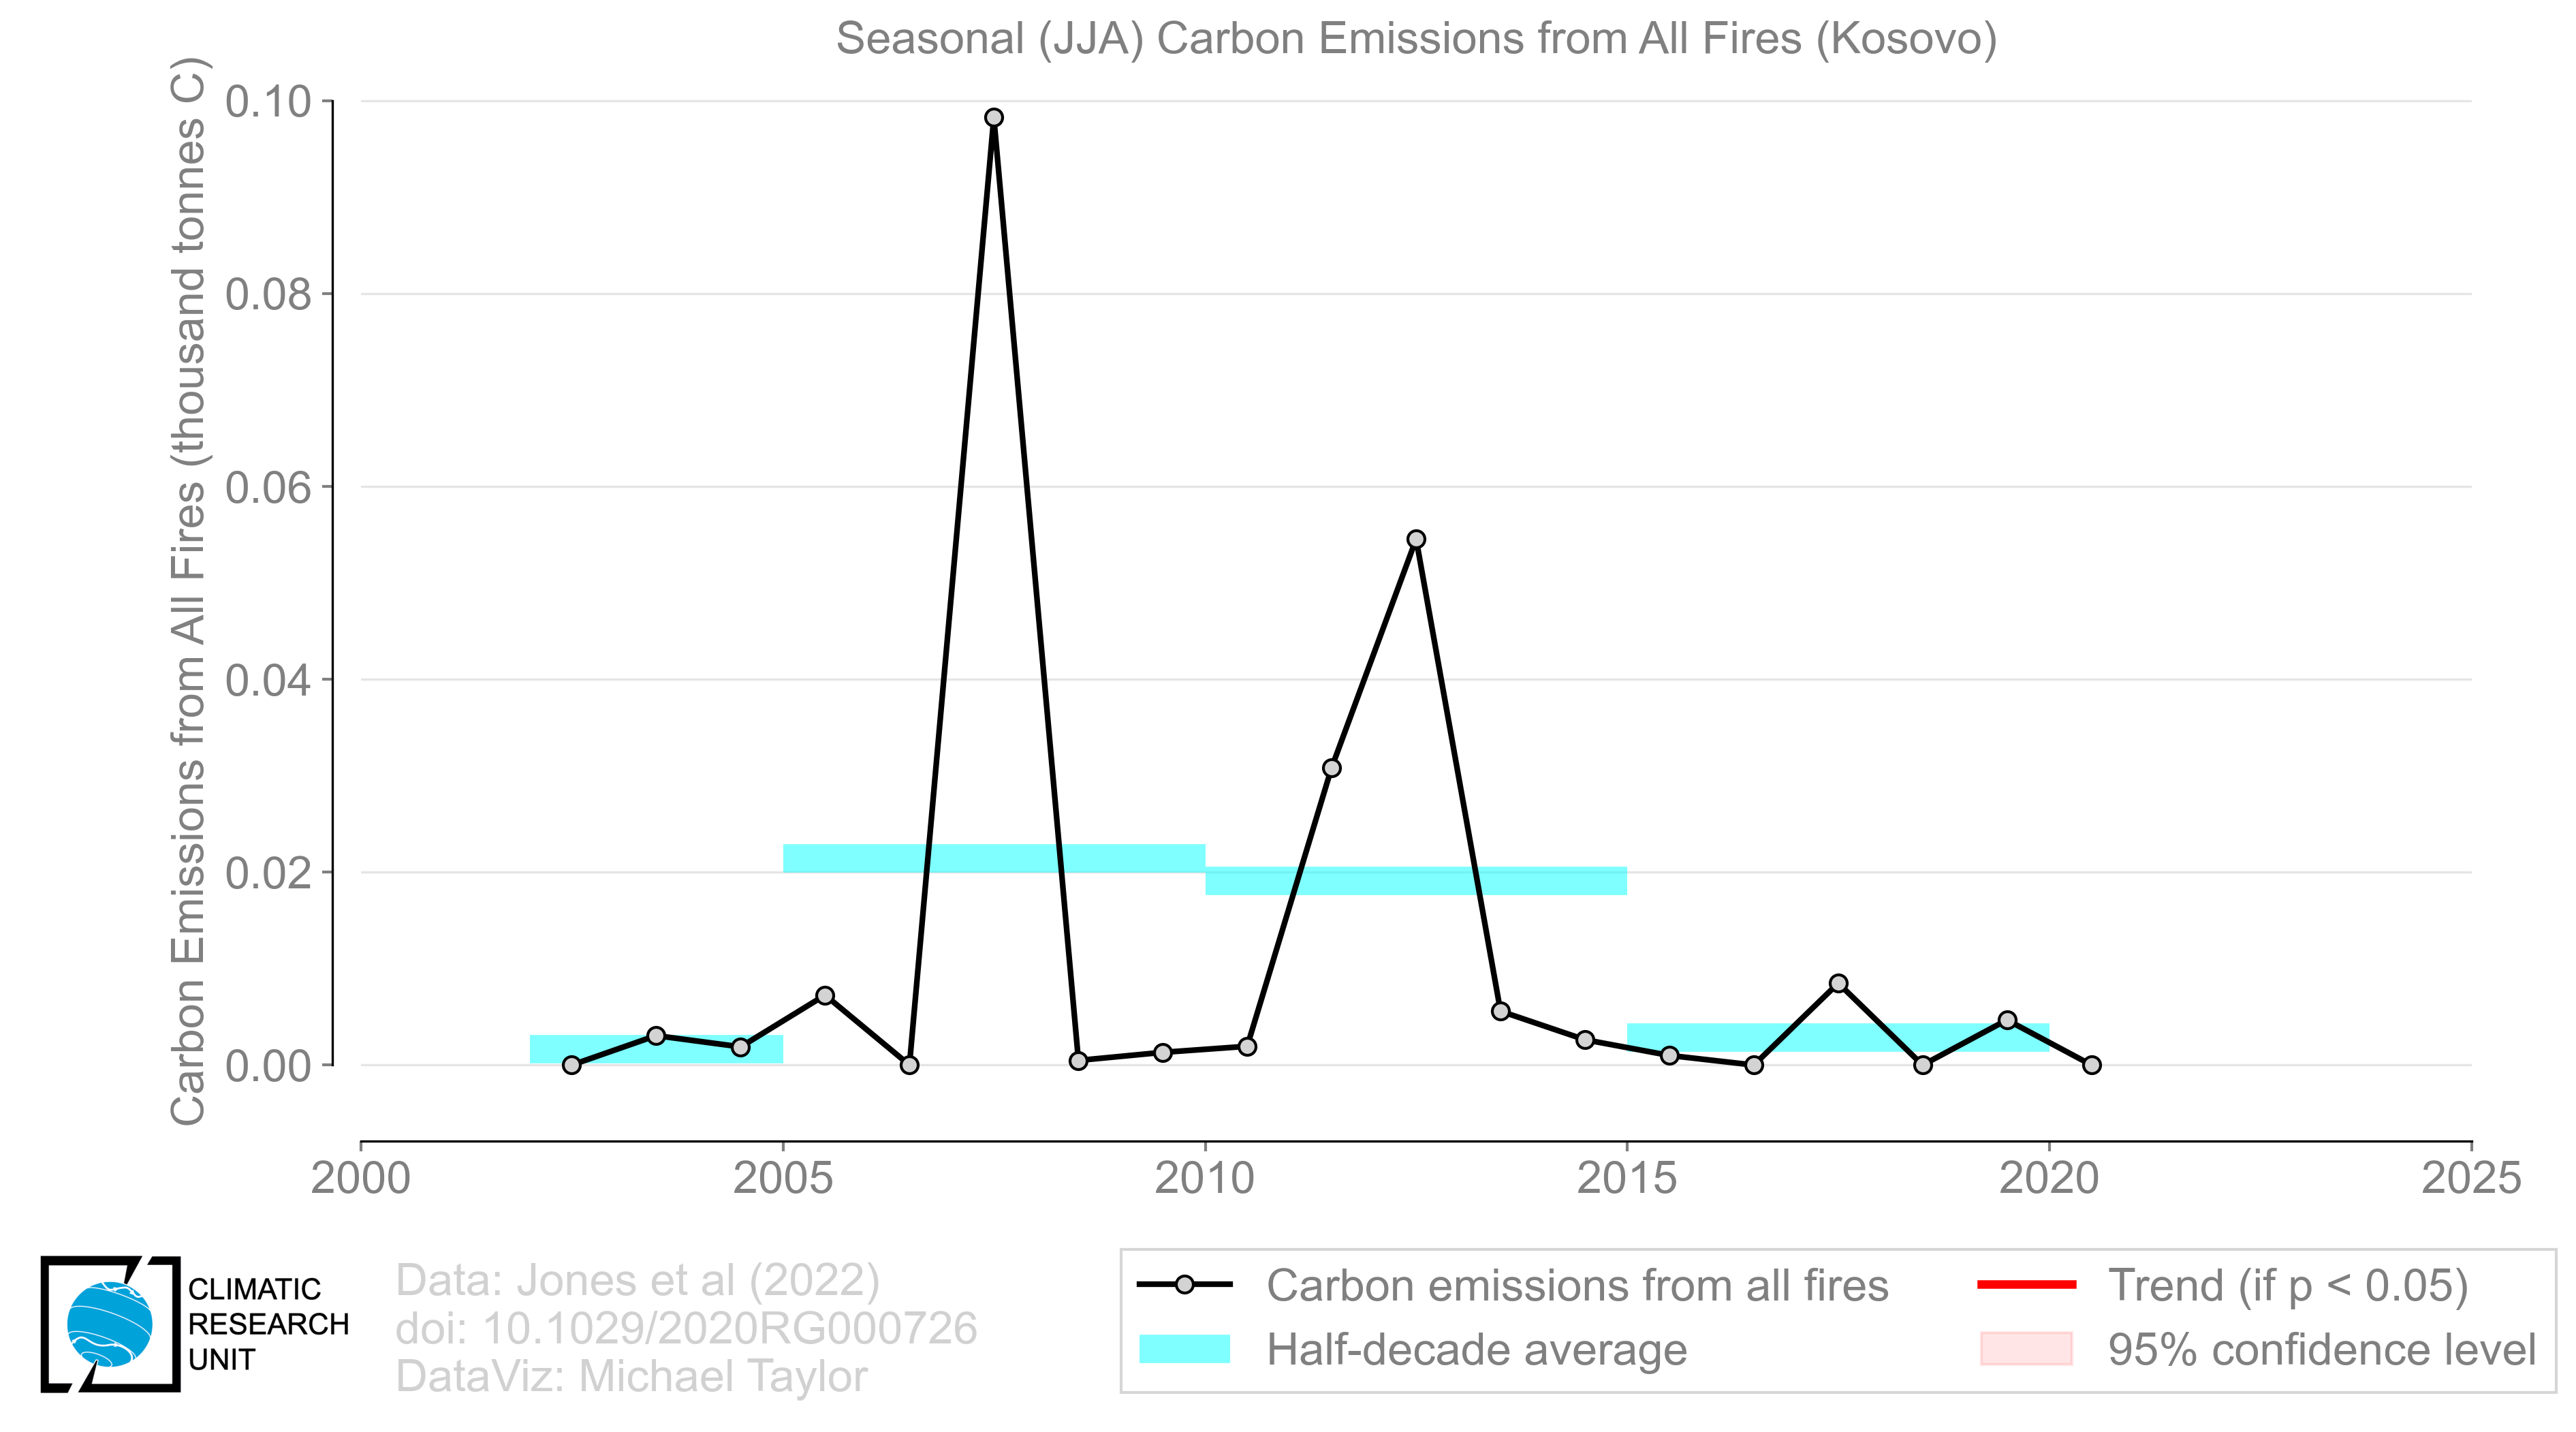 Seasonal (JJA) Carbon Emissions from All Fires (Kosovo)
Carbon Emissions from All Fires (thousand tonnes C)
0.10
0.08
0.06
0.04
0.02
0.00
2000 2005 2010 2015 2020 2025
CLIMATIC
RESEARCH
UNIT
Data: Jones et al (2022)
doi: 10.1029/2020RG000726
DataViz: Michael Taylor
Carbon emissions from all fires
Half-decade average
Trend (if p < 0.05)
95% confidence level